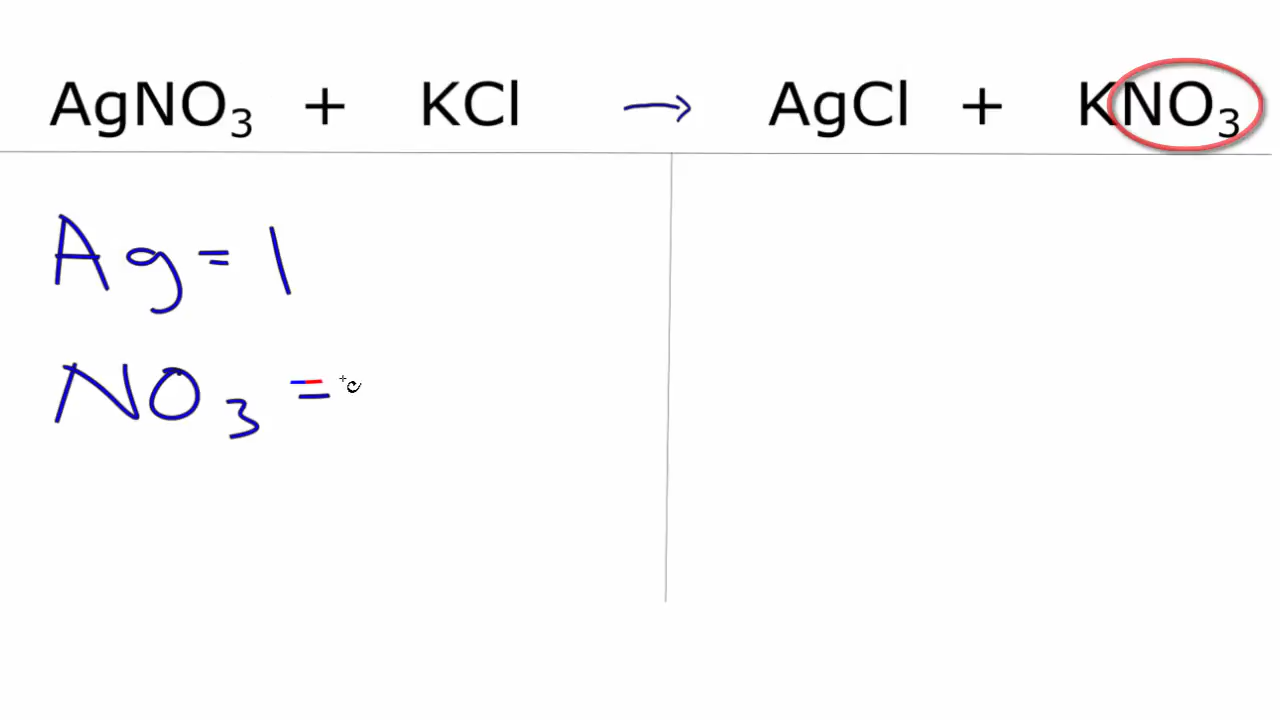 AgNO₃ + KCl → AgCl + KNO₃
Ag = 1
NO₃ =